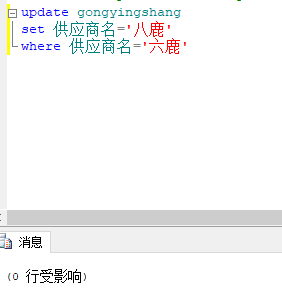 update gongyingshang
set 供应商名='八鹿'
where 供应商名='六鹿'
消息
(0 行受影响)